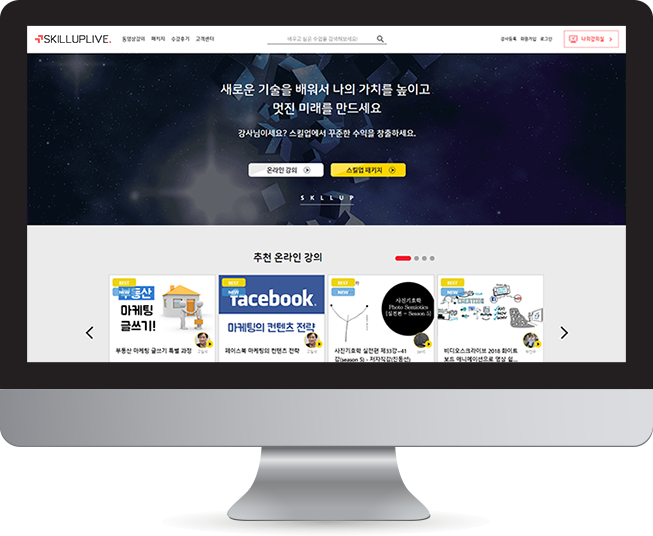 SKILLUPLIVE.
동영상강의 패키지 수강후기 고객센터
배우고 싶은 수업을 검색해보세요!
강사등록 회원가입 로그인
나의강의실
새로운 기술을 배워서 나의 가치를 높이고
멋진 미래를 만드세요
강사님이세요? 스킬업에서 꾸준한 수익을 창출하세요.
온라인 강의
스킬업 패키지
SKLLUP
추천 온라인 강의
BEST
NEW
부동산
마케팅
글쓰기!
부동산 마케팅 글쓰기 특별 과정
BEST
NEW
facebook.
마케팅의 컨텐츠 전략
페이스북 마케팅의 컨텐츠 전략
BEST
NEW
사진기호학
Photo Semiotics
(실전편 ~ Season 5)
사진기호학 실전편 제33강~41
강(season 5) - 저자직강(진동선)
BEST
NEW
비디오스크라이브 2018 화이트
보드 애니메이션으로 영상 쉽...